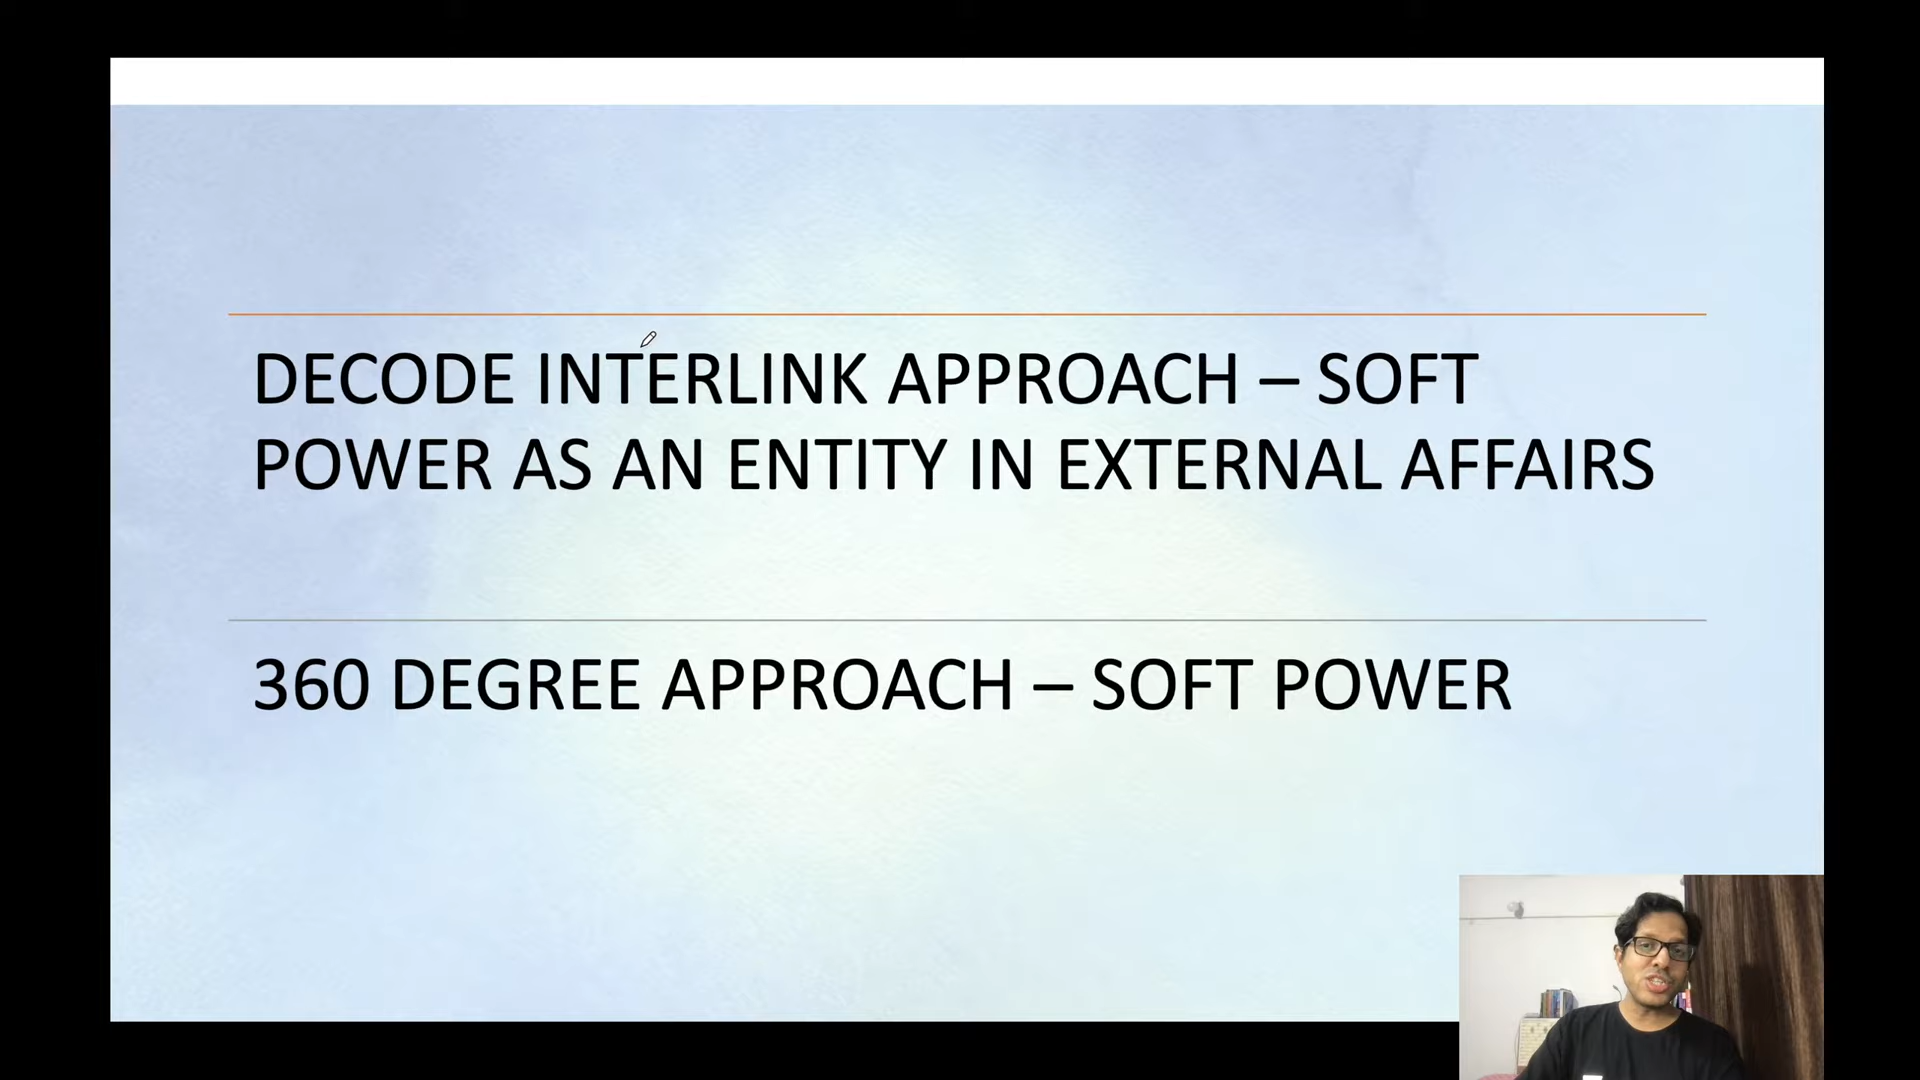 DECODE INTERLINK APPROACH – SOFT
POWER AS AN ENTITY IN EXTERNAL AFFAIRS
360 DEGREE APPROACH – SOFT POWER